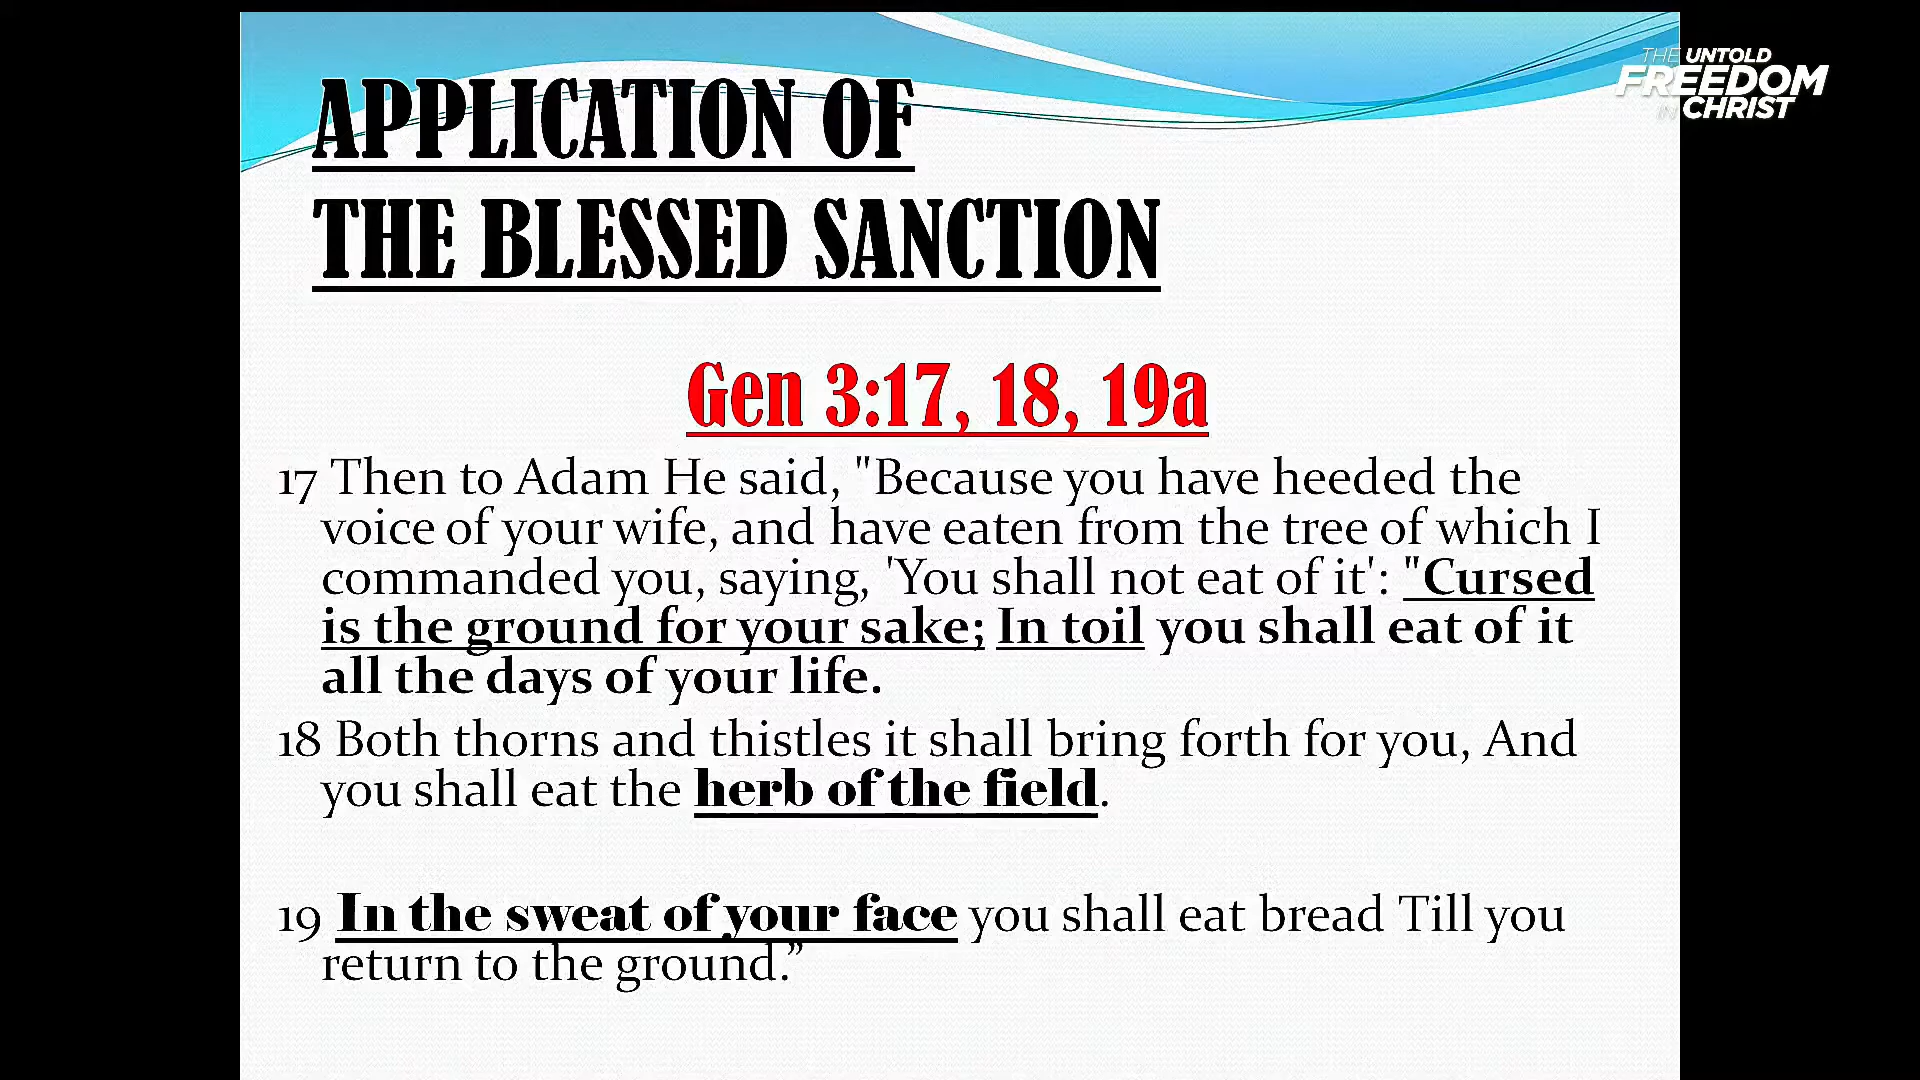 THE UNTOLD
FREEDOM
IN CHRIST
APPLICATION OF
THE BLESSED SANCTION
Gen 3:17, 18, 19a
17 Then to Adam He said, "Because you have heeded the
voice of your wife, and have eaten from the tree of which I
commanded you, saying, 'You shall not eat of it': "Cursed
is the ground for your sake; In toil you shall eat of it
all the days of your life.
18 Both thorns and thistles it shall bring forth for you, And
you shall eat the herb of the field.
19 In the sweat of your face you shall eat bread Till you
return to the ground.”